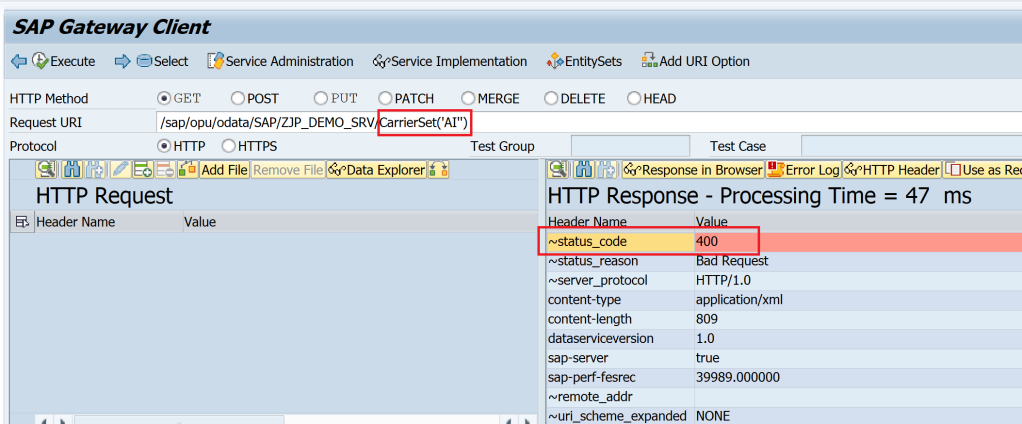 SAP Gateway Client
Execute Select Service Administration Service Implementation EntitySets Add URI Option
HTTP Method GET POST PUT PATCH MERGE DELETE HEAD
Request URI /sap/opu/odata/SAP/ZJP_DEMO_SRV/CarrierSet('AI'')
Protocol HTTP HTTPS Test Group Test Case
Add File Remove File Data Explorer
Response in Browser Error Log HTTP Header Use as Rec
HTTP Request
HTTP Response - Processing Time = 47 ms
Header Name Value
Header Name Value
~status_code 400
~status_reason Bad Request
~server_protocol HTTP/1.0
content-type application/xml
content-length 809
dataserviceversion 1.0
sap-server true
sap-perf-fesrec 39989.000000
~remote_addr
~uri_scheme_expanded NONE